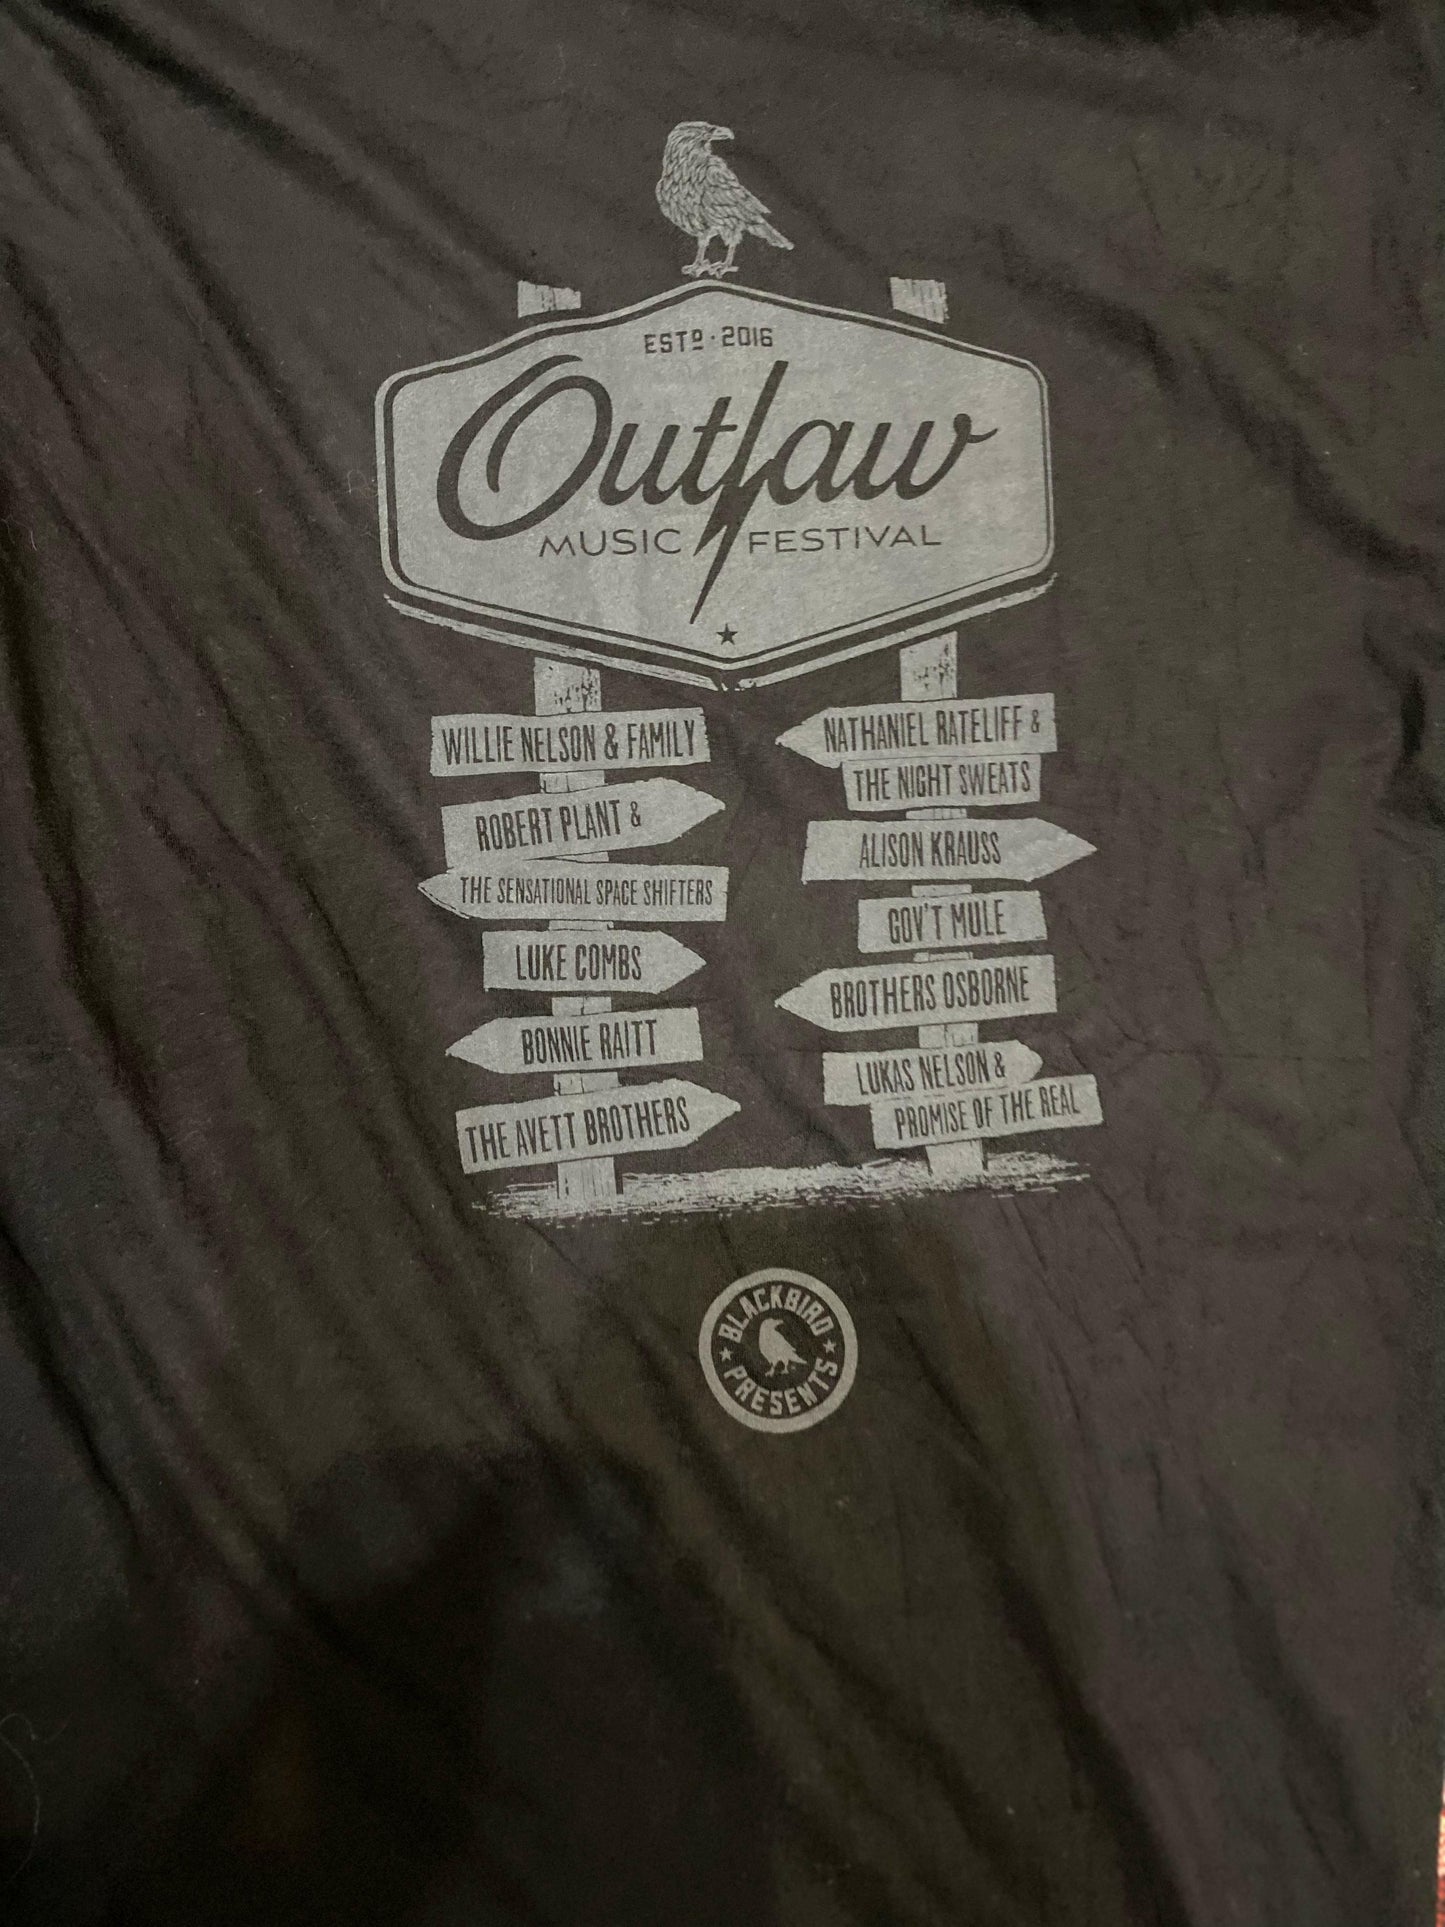 ESTD · 2016
Outlaw
MUSIC FESTIVAL
WILLIE NELSON & FAMILY
ROBERT PLANT &
THE SENSATIONAL SPACE SHIFTERS
LUKE COMBS
BONNIE RAITT
THE AVETT BROTHERS
NATHANIEL RATELIFF &
THE NIGHT SWEATS
ALISON KRAUSS
GOV'T MULE
BROTHERS OSBORNE
LUKAS NELSON &
PROMISE OF THE REAL
BLACKBIRD
PRESENTS